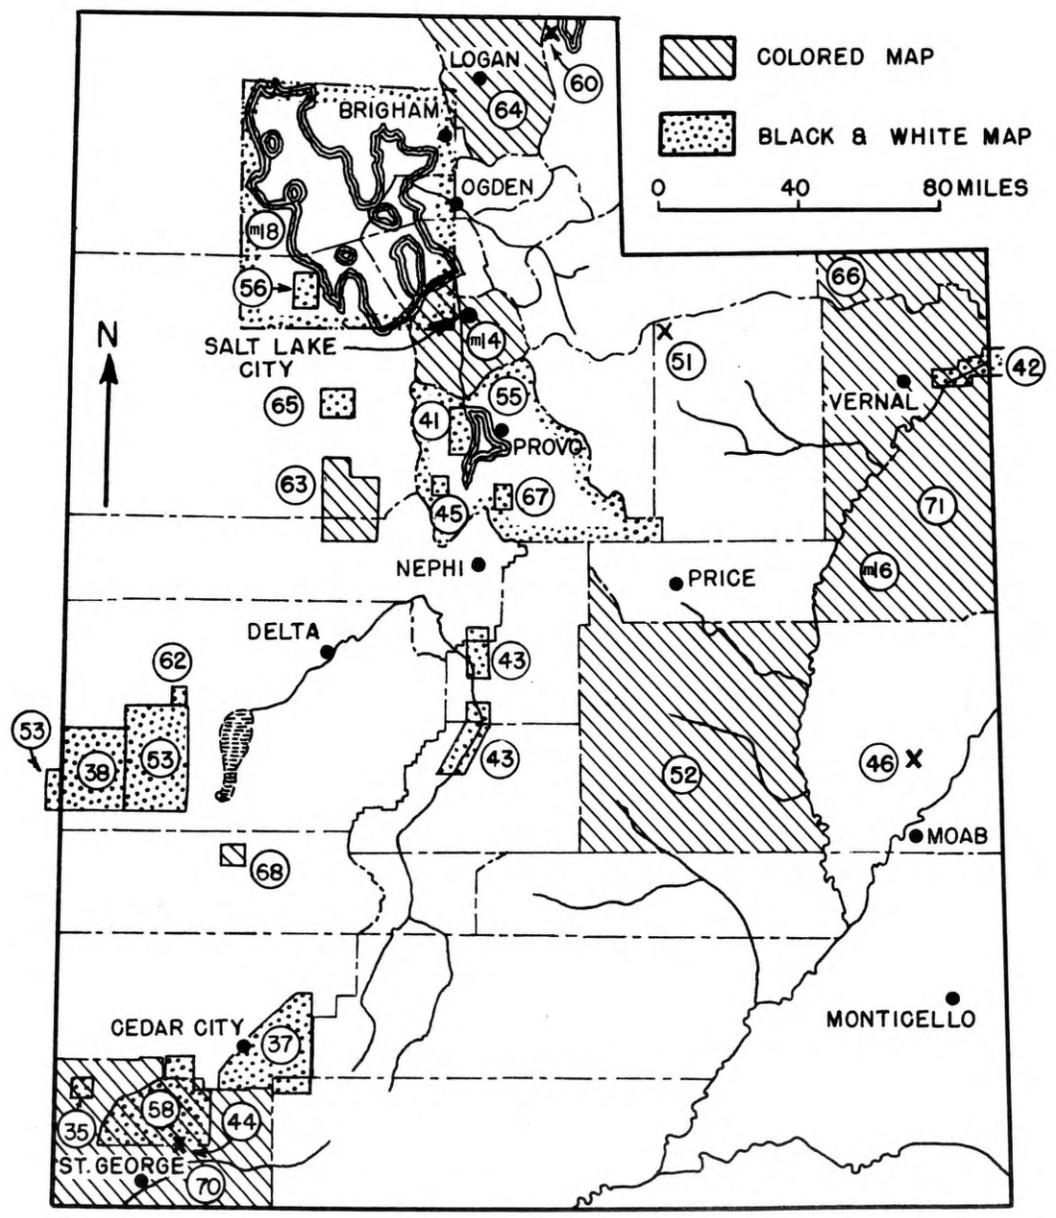 LOGAN
60
COLORED MAP
64
BRIGHAM
BLACK & WHITE MAP
OGDEN
0 40 80 MILES
m18
66
56
N
SALT LAKE
CITY
m14
51
42
65
55
VERNAL
41
PROVO
63
67
45
71
NEPHI
PRICE
m16
DELTA
62
43
53
38
53
43
52
46
MOAB
68
MONTICELLO
CEDAR CITY
37
58
35
44
ST. GEORGE
70